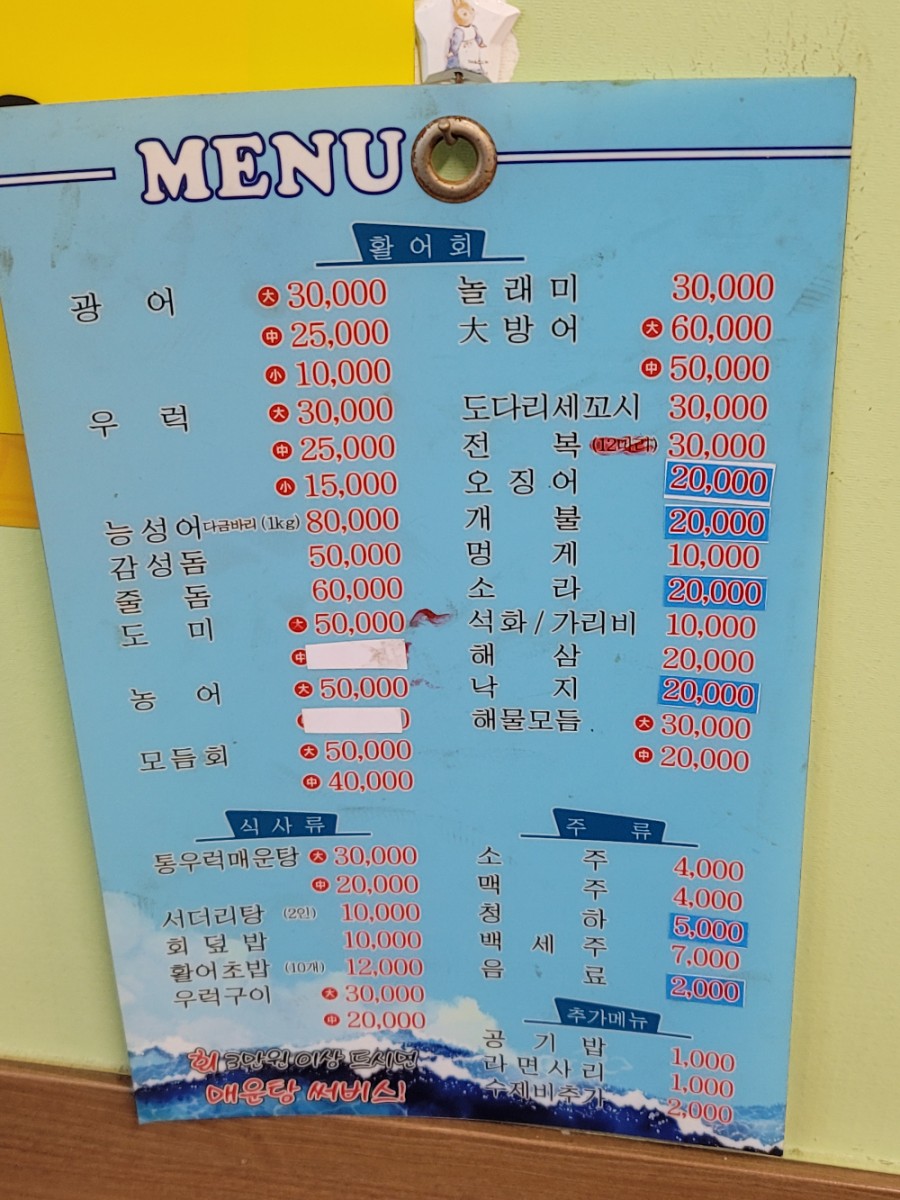 MENU
활어회
광어 大 30,000
中 25,000
小 10,000
우럭 大 30,000
中 25,000
小 15,000
능성어 다금바리 (1kg) 80,000
감성돔 50,000
줄돔 60,000
도미 大 50,000
中
농어 大 50,000
모듬회 大 50,000
中 40,000
놀래미 30,000
大방어 大 60,000
中 50,000
도다리세꼬시 30,000
전복 (12마리) 30,000
오징어 20,000
개불 20,000
멍게 10,000
소라 20,000
석화/가리비 10,000
해삼 20,000
낙지 20,000
해물모듬 大 30,000
中 20,000
식사류
통우럭매운탕 大 30,000
中 20,000
서더리탕 (2인) 10,000
회덮밥 10,000
활어초밥 (10개) 12,000
우럭구이 大 30,000
中 20,000
회 3만원 이상 드시면
매운탕 써비스!
주류
소주 4,000
맥주 4,000
청하 5,000
백세주 7,000
음료 2,000
추가메뉴
공기밥 1,000
라면사리 1,000
수제비추가 2,000